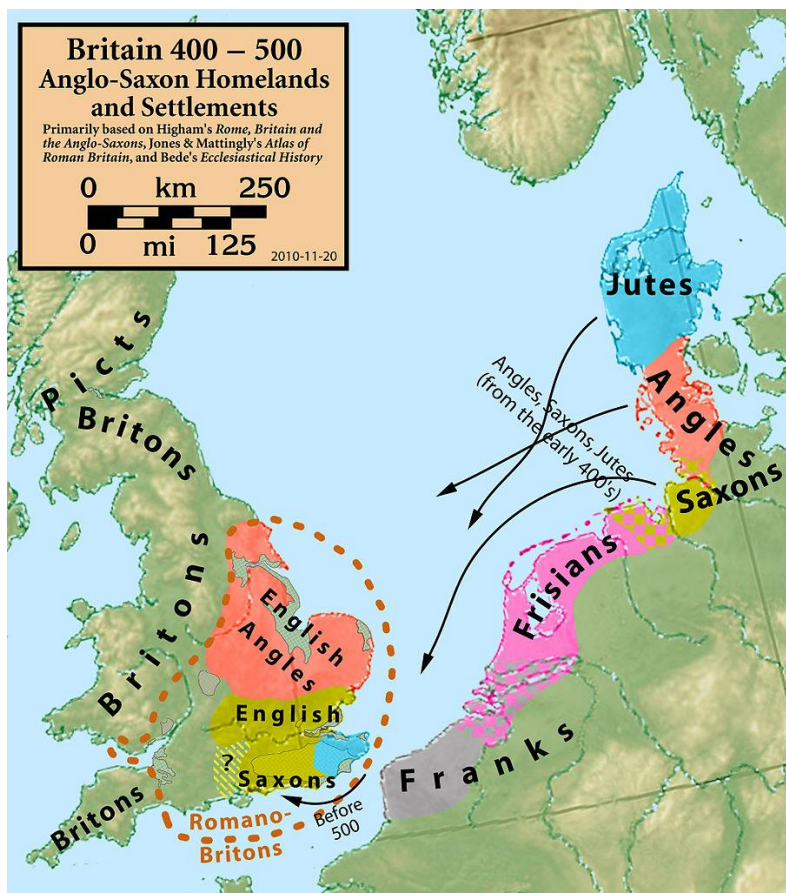 Britain 400 – 500
Anglo-Saxon Homelands
and Settlements
Primarily based on Higham's Rome, Britain and
the Anglo-Saxons, Jones & Mattingly's Atlas of
Roman Britain, and Bede's Ecclesiastical History
0 km 250
0 mi 125
2010-11-20
Jutes
Picts
Angles, Saxons, Jutes
(from the early 400's)
Angles
Britons
Saxons
Frisians
Britons
English
Angles
English
?
Saxons
Franks
Britons
Before
500
Romano-
Britons